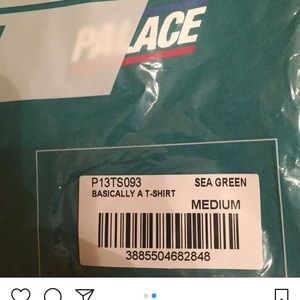 PALACE
P13TS093 SEA GREEN
BASICALLY A T-SHIRT
MEDIUM
3885504682848